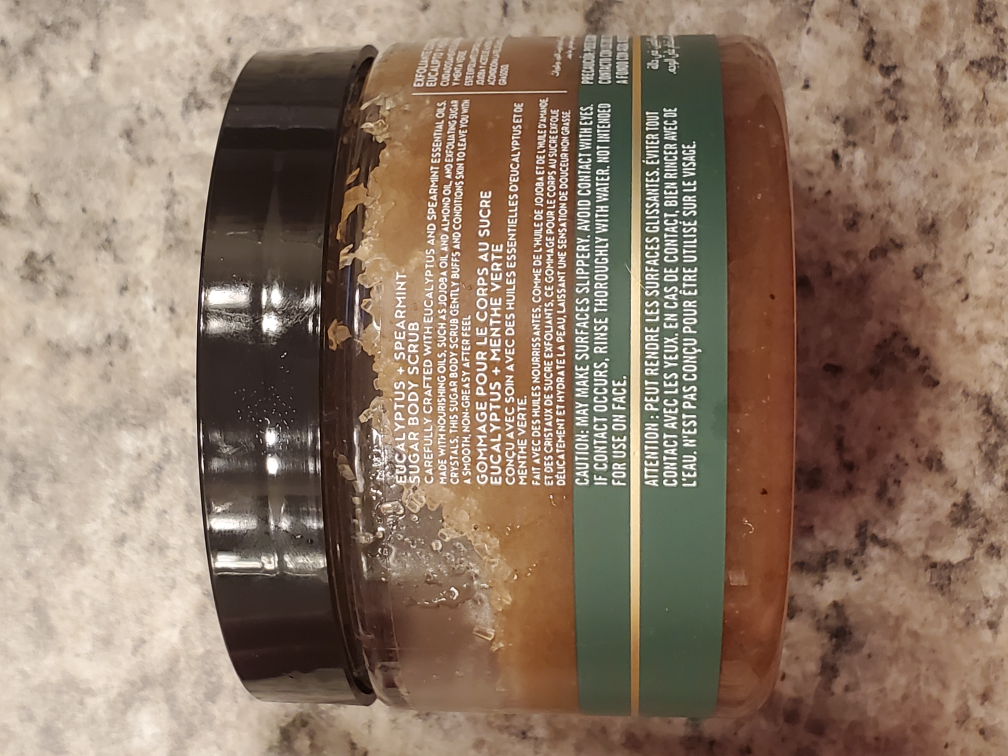 EUCALYPTUS + SPEARMINT
SUGAR BODY SCRUB
CAREFULLY CRAFTED WITH EUCALYPTUS AND SPEARMINT ESSENTIAL OILS.
MADE WITH NOURISHING OILS, SUCH AS JOJOBA OIL AND ALMOND OIL, AND EXFOLIATING SUGAR
CRYSTALS, THIS SUGAR BODY SCRUB GENTLY BUFFS AND CONDITIONS SKIN TO LEAVE YOU WITH
A SMOOTH, NON-GREASY AFTER FEEL
GOMMAGE POUR LE CORPS AU SUCRE
EUCALYPTUS + MENTHE VERTE
CONÇU AVEC SOIN AVEC DES HUILES ESSENTIELLES D'EUCALYPTUS ET DE
MENTHE VERTE.
FAIT AVEC DES HUILES NOURRISSANTES, COMME DE L'HUILE DE JOJOBA ET DE L'HUILE D'AMANDE,
ET DES CRISTAUX DE SUCRE EXFOLIANTS, CE GOMMAGE POUR LE CORPS AU SUCRE EXFOLIE
DÉLICATEMENT ET HYDRATE LA PEAU, LAISSANT UNE SENSATION DE DOUCEUR NON GRASSE.
CAUTION: MAY MAKE SURFACES SLIPPERY. AVOID CONTACT WITH EYES.
IF CONTACT OCCURS, RINSE THOROUGHLY WITH WATER. NOT INTENDED
FOR USE ON FACE.
ATTENTION : PEUT RENDRE LES SURFACES GLISSANTES. ÉVITER TOUT
CONTACT AVEC LES YEUX. EN CAS DE CONTACT, BIEN RINCER AVEC DE
L'EAU. N'EST PAS CONÇU POUR ÊTRE UTILISÉ SUR LE VISAGE.
EXFOLIANTE
EUCALIPTO
Y MENTA VERDE